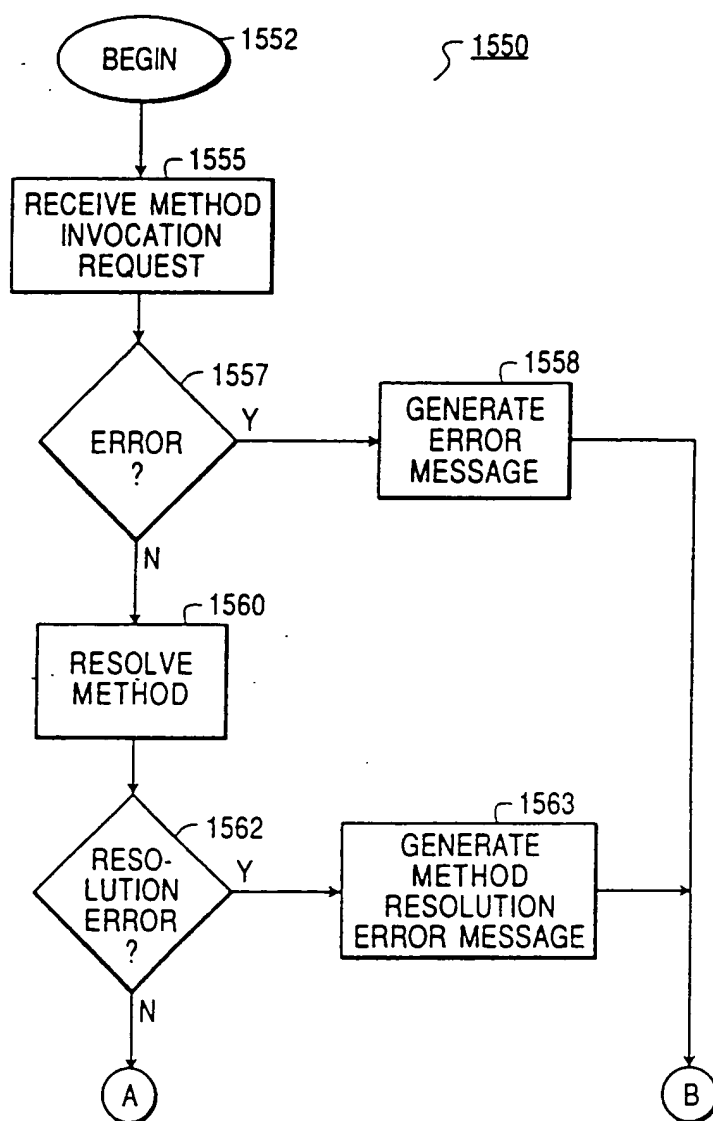 1552
BEGIN
1550
1555
RECEIVE METHOD
INVOCATION
REQUEST
1557
ERROR
?
Y
N
1558
GENERATE
ERROR
MESSAGE
1560
RESOLVE
METHOD
1562
RESO-
LUTION
ERROR
?
Y
N
1563
GENERATE
METHOD
RESOLUTION
ERROR MESSAGE
A
B